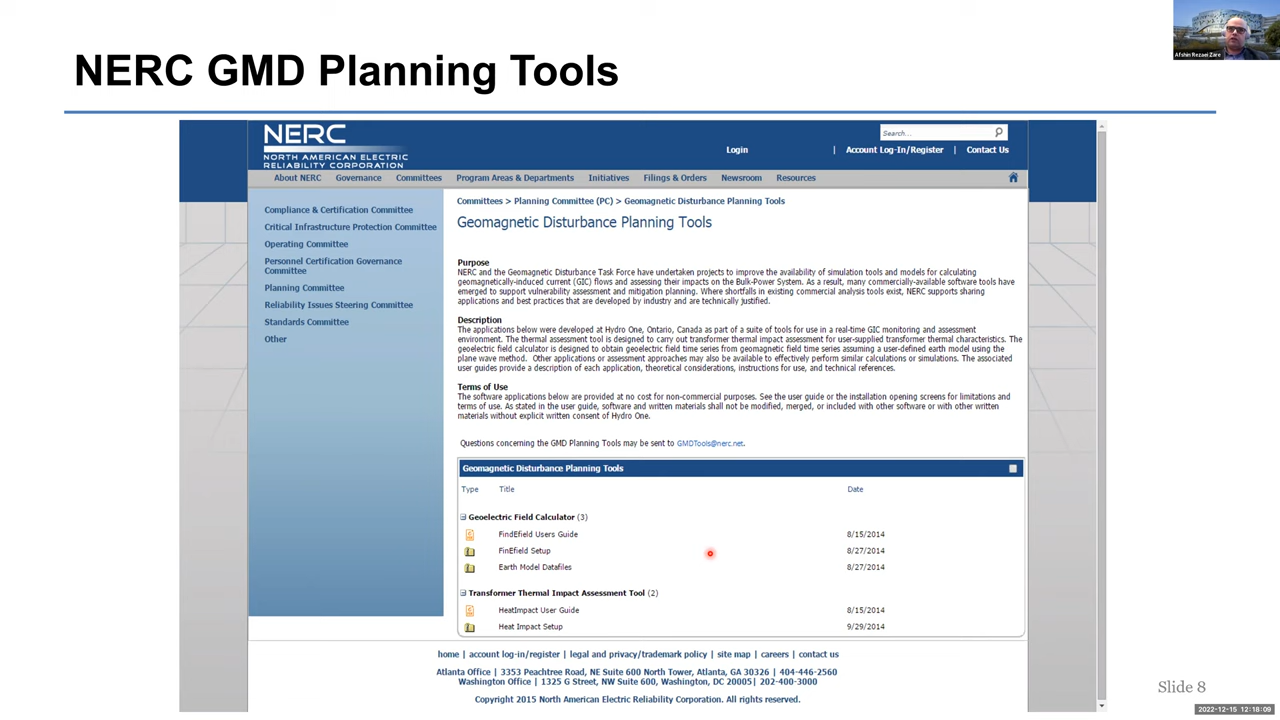 NERC GMD Planning Tools
Afshin Rezaei Zare
NERC
NORTH AMERICAN ELECTRIC
RELIABILITY CORPORATION
Search...
Login | Account Log-In/Register | Contact Us
About NERC Governance Committees Program Areas & Departments Initiatives Filings & Orders Newsroom Resources
Compliance & Certification Committee
Critical Infrastructure Protection Committee
Operating Committee
Personnel Certification Governance
Committee
Planning Committee
Reliability Issues Steering Committee
Standards Committee
Other
Committees > Planning Committee (PC) > Geomagnetic Disturbance Planning Tools
Geomagnetic Disturbance Planning Tools
Purpose
NERC and the Geomagnetic Disturbance Task Force have undertaken projects to improve the availability of simulation tools and models for calculating
geomagnetically-induced current (GIC) flows and assessing their impacts on the Bulk-Power System. As a result, many commercially-available software tools have
emerged to support vulnerability assessment and mitigation planning. Where shortfalls in existing commercial analysis tools exist, NERC supports sharing
applications and best practices that are developed by industry and are technically justified.
Description
The applications below were developed at Hydro One, Ontario, Canada as part of a suite of tools for use in a real-time GIC monitoring and assessment
environment. The thermal assessment tool is designed to carry out transformer thermal impact assessment for user-supplied transformer thermal characteristics. The
geoelectric field calculator is designed to obtain geoelectric field time series from geomagnetic field time series assuming a user-defined earth model using the
plane wave method. Other applications or assessment approaches may also be available to effectively perform similar calculations or simulations. The associated
user guides provide a description of each application, theoretical considerations, instructions for use, and technical references.
Terms of Use
The software applications below are provided at no cost for non-commercial purposes. See the user guide or the installation opening screens for limitations and
terms of use. As stated in the user guide, software and written materials shall not be modified, merged, or included with other software or with other written
materials without explicit written consent of Hydro One.
Questions concerning the GMD Planning Tools may be sent to GMDTools@nerc.net.
Geomagnetic Disturbance Planning Tools
Type Title Date
Geoelectric Field Calculator (3)
FindEfield Users Guide 8/15/2014
FinEfield Setup 8/27/2014
Earth Model Datafiles 8/27/2014
Transformer Thermal Impact Assessment Tool (2)
HeatImpact User Guide 8/15/2014
Heat Impact Setup 9/29/2014
home | account log-in/register | legal and privacy/trademark policy | site map | careers | contact us
Atlanta Office | 3353 Peachtree Road, NE Suite 600 North Tower, Atlanta, GA 30326 | 404-446-2560
Washington Office | 1325 G Street, NW Suite 600, Washington, DC 20005| 202-400-3000
Copyright 2015 North American Electric Reliability Corporation. All rights reserved.
Slide 8
2022-12-15 12:18:09